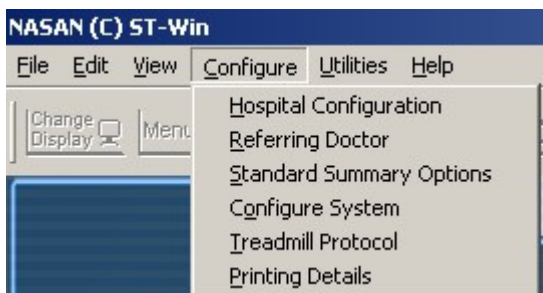 NASAN (C) ST-Win
File Edit View Configure Utilities Help
Change Display Menu
Hospital Configuration
Referring Doctor
Standard Summary Options
Configure System
Treadmill Protocol
Printing Details